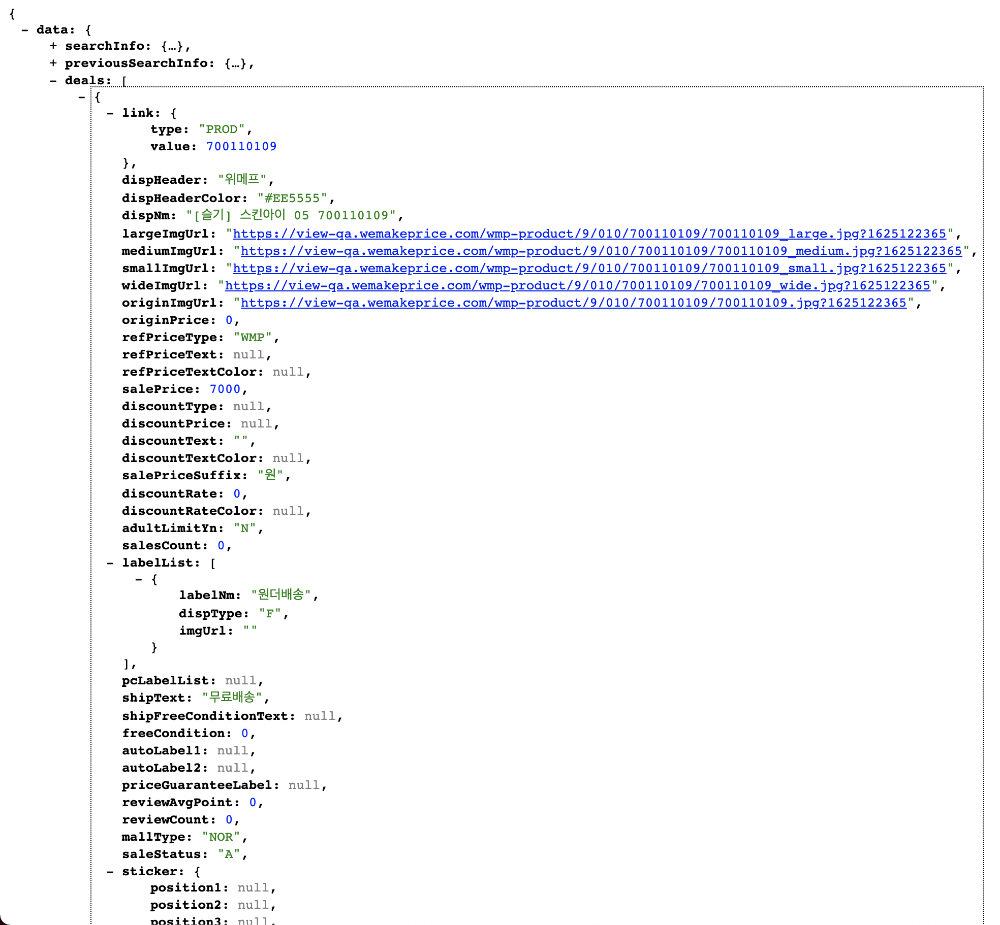 {
- data: {
+ searchInfo: {…},
+ previousSearchInfo: {…},
- deals: [
- {
- link: {
type: "PROD",
value: 700110109
},
dispHeader: "위메프",
dispHeaderColor: "#EE5555",
dispNm: "[슬기] 스킨아이 05 700110109",
largeImgUrl: "https://view-qa.wemakeprice.com/wmp-product/9/010/700110109/700110109_large.jpg?1625122365",
mediumImgUrl: "https://view-qa.wemakeprice.com/wmp-product/9/010/700110109/700110109_medium.jpg?1625122365",
smallImgUrl: "https://view-qa.wemakeprice.com/wmp-product/9/010/700110109/700110109_small.jpg?1625122365",
wideImgUrl: "https://view-qa.wemakeprice.com/wmp-product/9/010/700110109/700110109_wide.jpg?1625122365",
originImgUrl: "https://view-qa.wemakeprice.com/wmp-product/9/010/700110109/700110109.jpg?1625122365",
originPrice: 0,
refPriceType: "WMP",
refPriceText: null,
refPriceTextColor: null,
salePrice: 7000,
discountType: null,
discountPrice: null,
discountText: "",
discountTextColor: null,
salePriceSuffix: "원",
discountRate: 0,
discountRateColor: null,
adultLimitYn: "N",
salesCount: 0,
- labelList: [
- {
labelNm: "원더배송",
dispType: "F",
imgUrl: ""
}
],
pcLabelList: null,
shipText: "무료배송",
shipFreeConditionText: null,
freeCondition: 0,
autoLabel1: null,
autoLabel2: null,
priceGuaranteeLabel: null,
reviewAvgPoint: 0,
reviewCount: 0,
mallType: "NOR",
saleStatus: "A",
- sticker: {
position1: null,
position2: null,
position3: null,